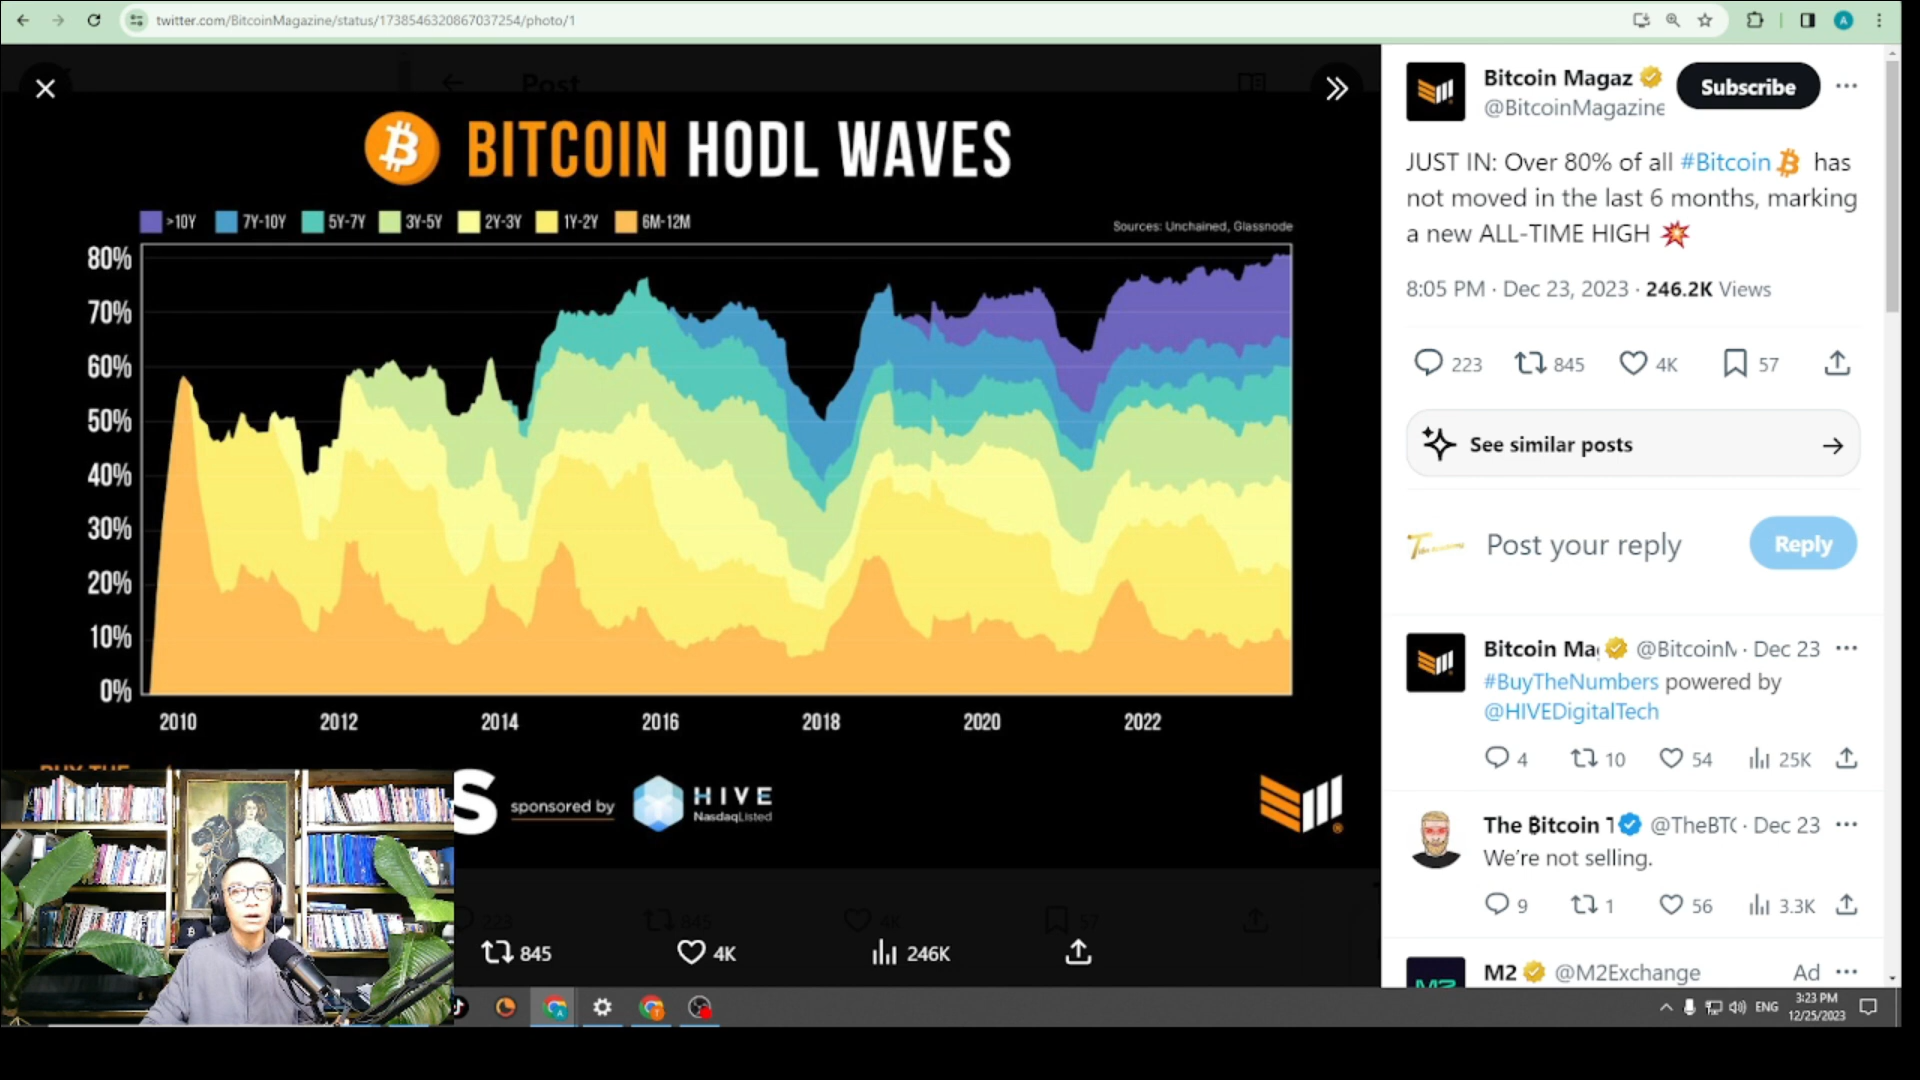 twitter.com/BitcoinMagazine/status/1738546320867037254/photo/1
Post
BITCOIN HODL WAVES
>10Y 7Y-10Y 5Y-7Y 3Y-5Y 2Y-3Y 1Y-2Y 6M-12M
Sources: Unchained, Glassnode
80%
70%
60%
50%
40%
30%
20%
10%
0%
2010 2012 2014 2016 2018 2020 2022
sponsored by
HIVE
Nasdaq Listed
223 845 4K 57
845 4K 246K
Bitcoin Magaz
@BitcoinMagazine
Subscribe
JUST IN: Over 80% of all #Bitcoin has
not moved in the last 6 months, marking
a new ALL-TIME HIGH
8:05 PM · Dec 23, 2023 · 246.2K Views
223 845 4K 57
See similar posts
Post your reply
Reply
Bitcoin Ma @BitcoinM · Dec 23
#BuyTheNumbers powered by
@HIVEDigitalTech
4 10 54 25K
The ₿itcoin T @TheBTC · Dec 23
We're not selling.
9 1 56 3.3K
M2 @M2Exchange Ad
ENG
3:23 PM
12/25/2023